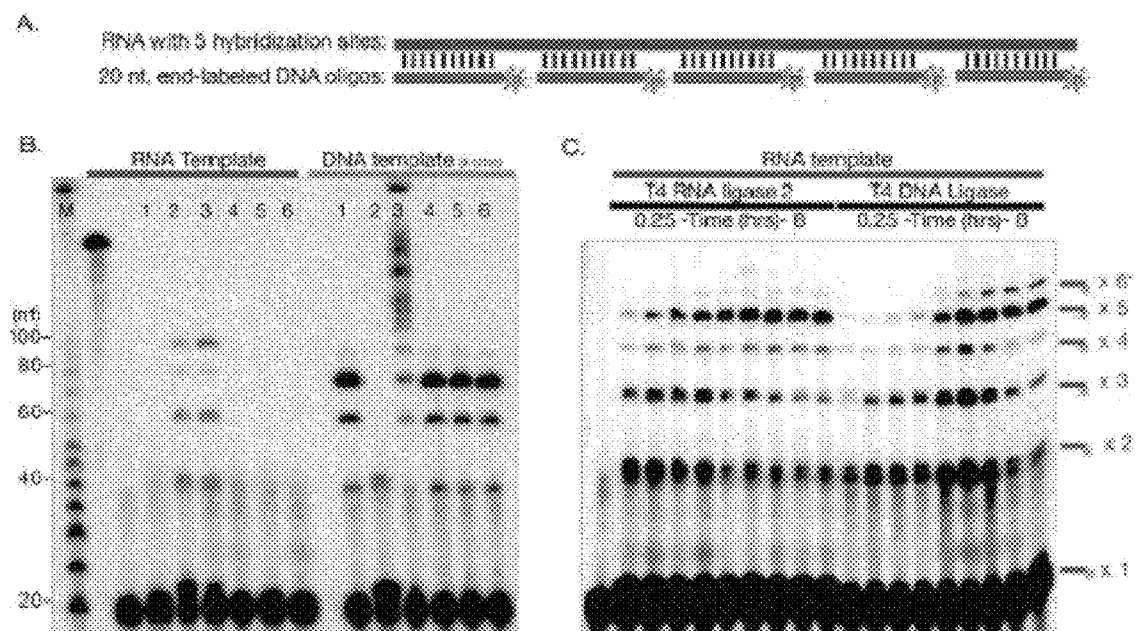 A.
RNA with 5 hybridization sites:
20 nt, end-labeled DNA oligos:
B.
RNA Template
DNA template
M 1 2 3 4 5 6 1 2 3 4 5 6
(nt)
100-
80-
60-
40-
20-
C.
RNA template
T4 RNA ligase 2 T4 DNA Ligase
0.25 -Time (hrs)- 8 0.25 -Time (hrs)- 8
x 6
x 5
x 4
x 3
x 2
x 1